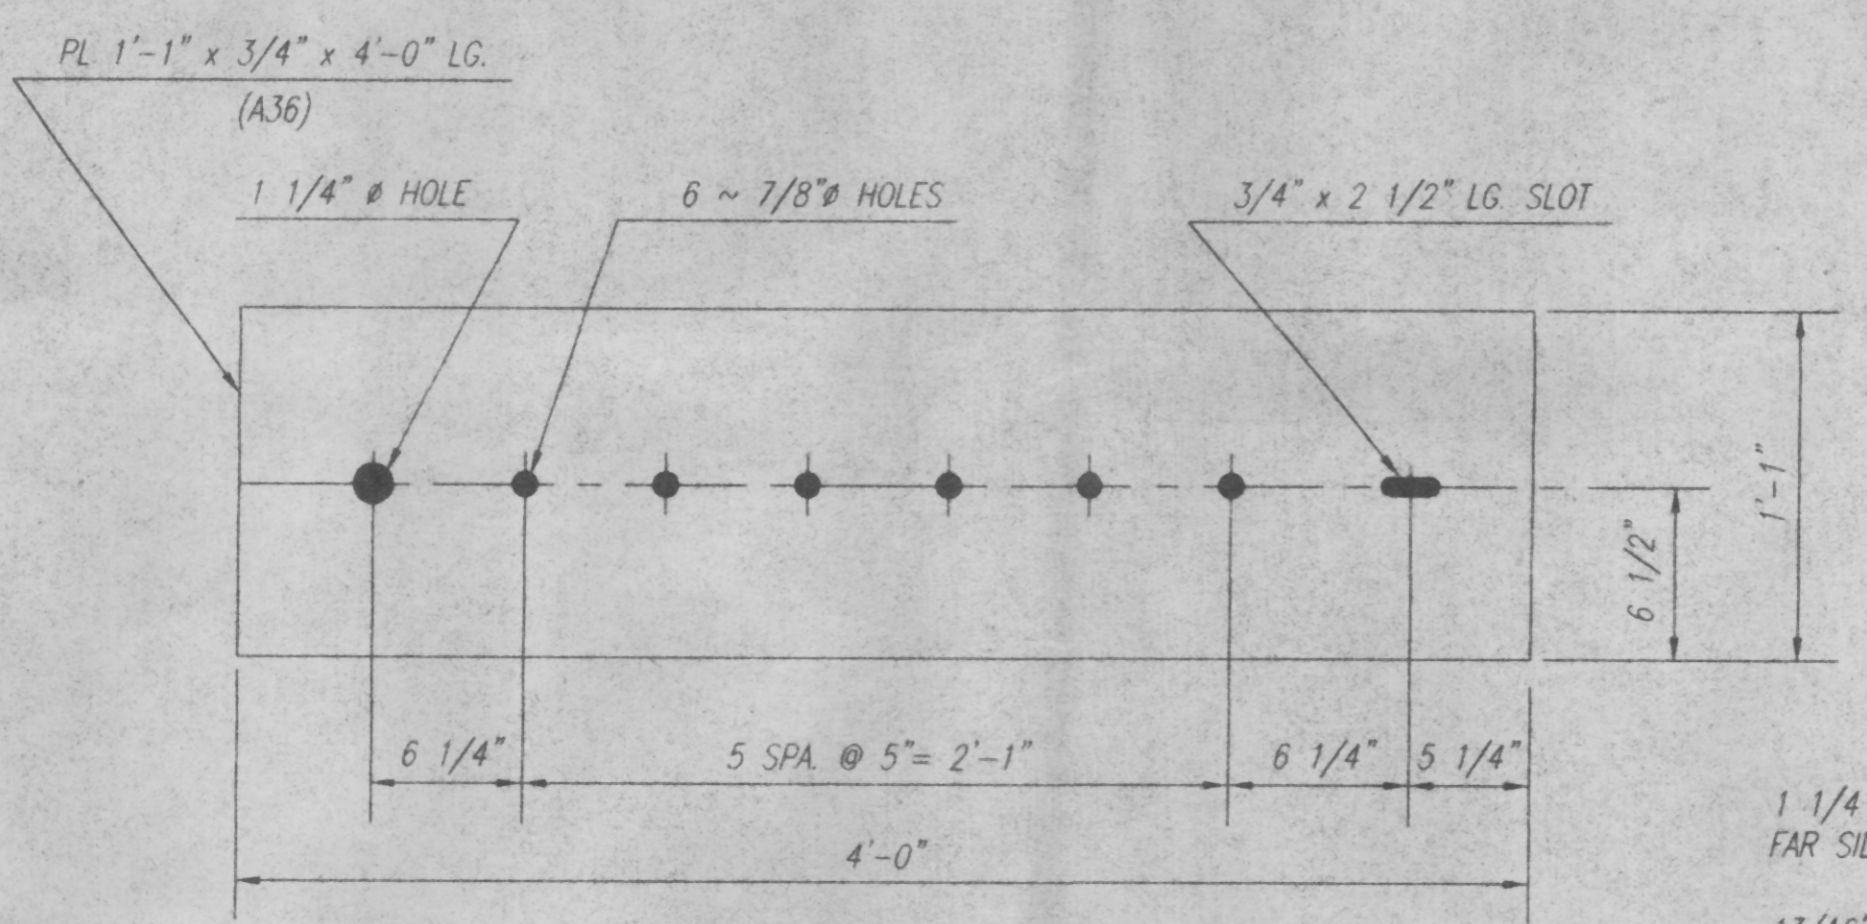 PL 1'-1" x 3/4" x 4'-0" LG.
(A36)
1 1/4" ø HOLE
6 ~ 7/8"ø HOLES
3/4" x 2 1/2" LG. SLOT
1'-1"
6 1/2"
6 1/4"
5 SPA. @ 5"= 2'-1"
6 1/4"
5 1/4"
4'-0"
1 1/4
FAR